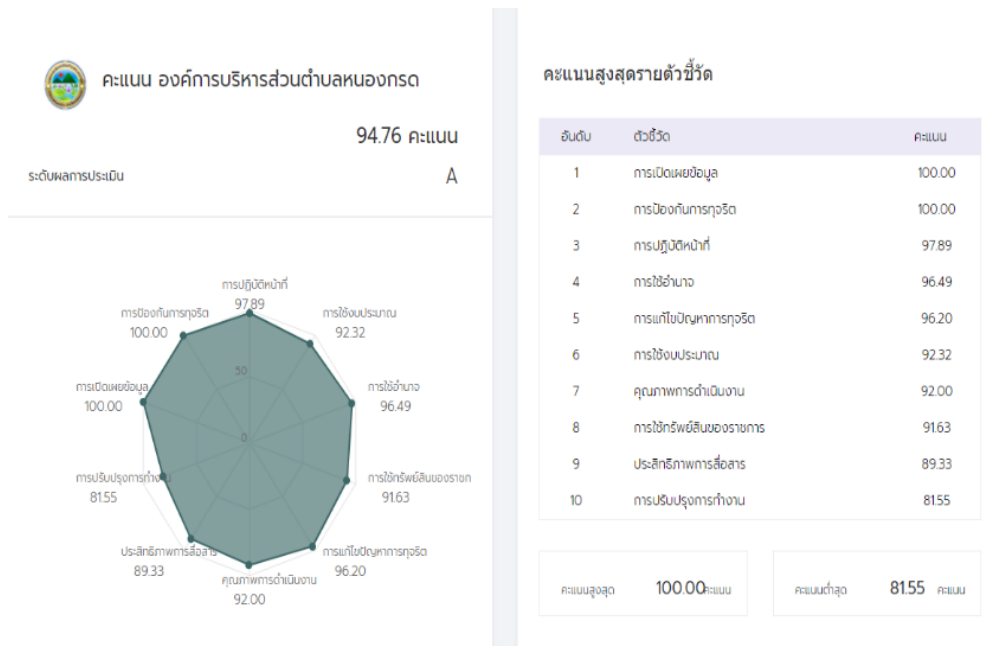 คะแนน องค์การบริหารส่วนตำบลหนองกรด
94.76 คะแนน
ระดับผลการประเมิน A
การปฏิบัติหน้าที่
97.89
การป้องกันการทุจริต
100.00
การใช้งบประมาณ
92.32
50
การเปิดเผยข้อมูล
100.00
การใช้อำนาจ
96.49
0
การปรับปรุงการทำงาน
81.55
การใช้ทรัพย์สินของราชก
91.63
ประสิทธิภาพการสื่อสาร
89.33
การแก้ไขปัญหาการทุจริต
96.20
คุณภาพการดำเนินงาน
92.00
คะแนนสูงสุดรายตัวชี้วัด
อันดับ ตัวชี้วัด คะแนน
1 การเปิดเผยข้อมูล 100.00
2 การป้องกันการทุจริต 100.00
3 การปฏิบัติหน้าที่ 97.89
4 การใช้อำนาจ 96.49
5 การแก้ไขปัญหาการทุจริต 96.20
6 การใช้งบประมาณ 92.32
7 คุณภาพการดำเนินงาน 92.00
8 การใช้ทรัพย์สินของราชการ 91.63
9 ประสิทธิภาพการสื่อสาร 89.33
10 การปรับปรุงการทำงาน 81.55
คะแนนสูงสุด 100.00 คะแนน
คะแนนต่ำสุด 81.55 คะแนน